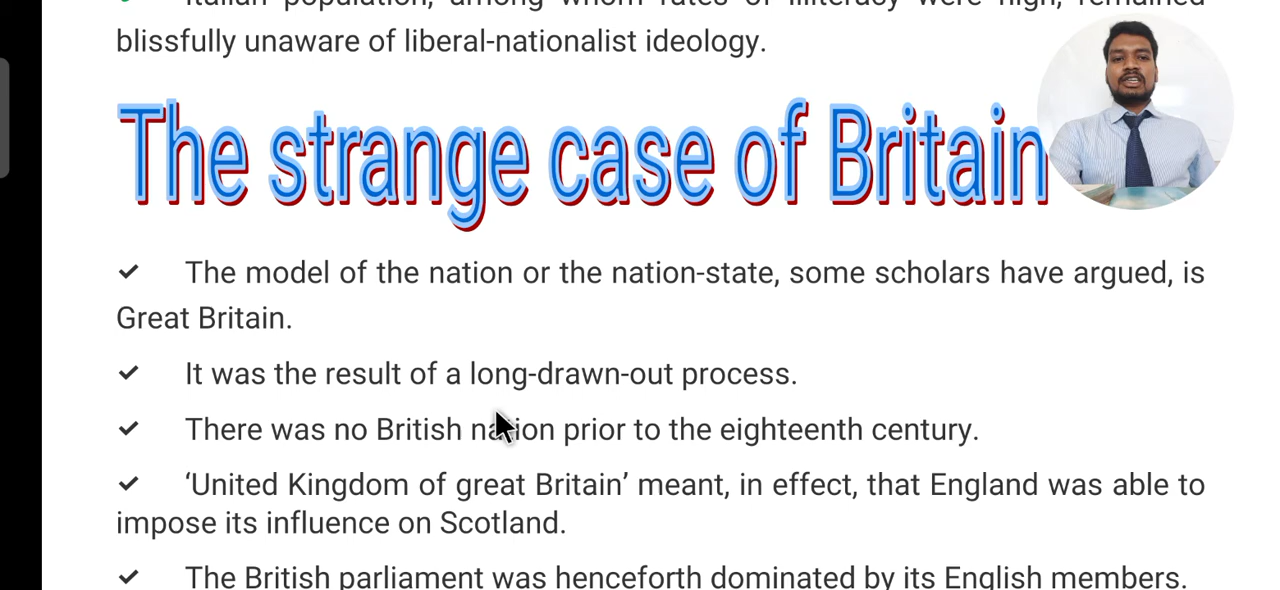 Italian population, among whom rates of illiteracy were high, remained
blissfully unaware of liberal-nationalist ideology.
The strange case of Britain
✓ The model of the nation or the nation-state, some scholars have argued, is
Great Britain.
✓ It was the result of a long-drawn-out process.
✓ There was no British nation prior to the eighteenth century.
✓ ‘United Kingdom of great Britain’ meant, in effect, that England was able to
impose its influence on Scotland.
✓ The British parliament was henceforth dominated by its English members.